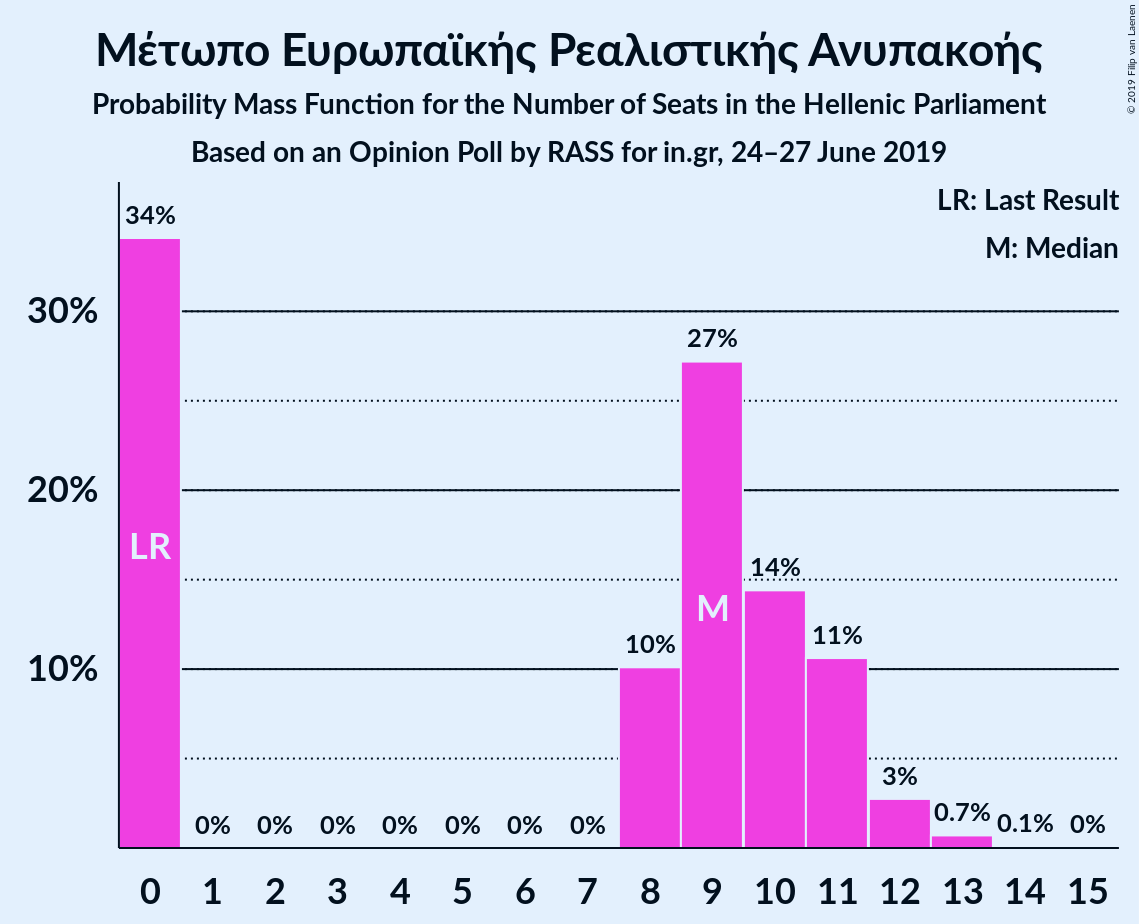 Μέτωπο Ευρωπαϊκής Ρεαλιστικής Ανυπακοής
Probability Mass Function for the Number of Seats in the Hellenic Parliament
Based on an Opinion Poll by RASS for in.gr, 24–27 June 2019
© 2019 Filip van Laenen
LR: Last Result
M: Median
34%
30%
27%
20%
LR
14%
M
11%
10%
10%
3%
0% 0% 0% 0% 0% 0% 0% 0.7% 0.1% 0%
0 1 2 3 4 5 6 7 8 9 10 11 12 13 14 15